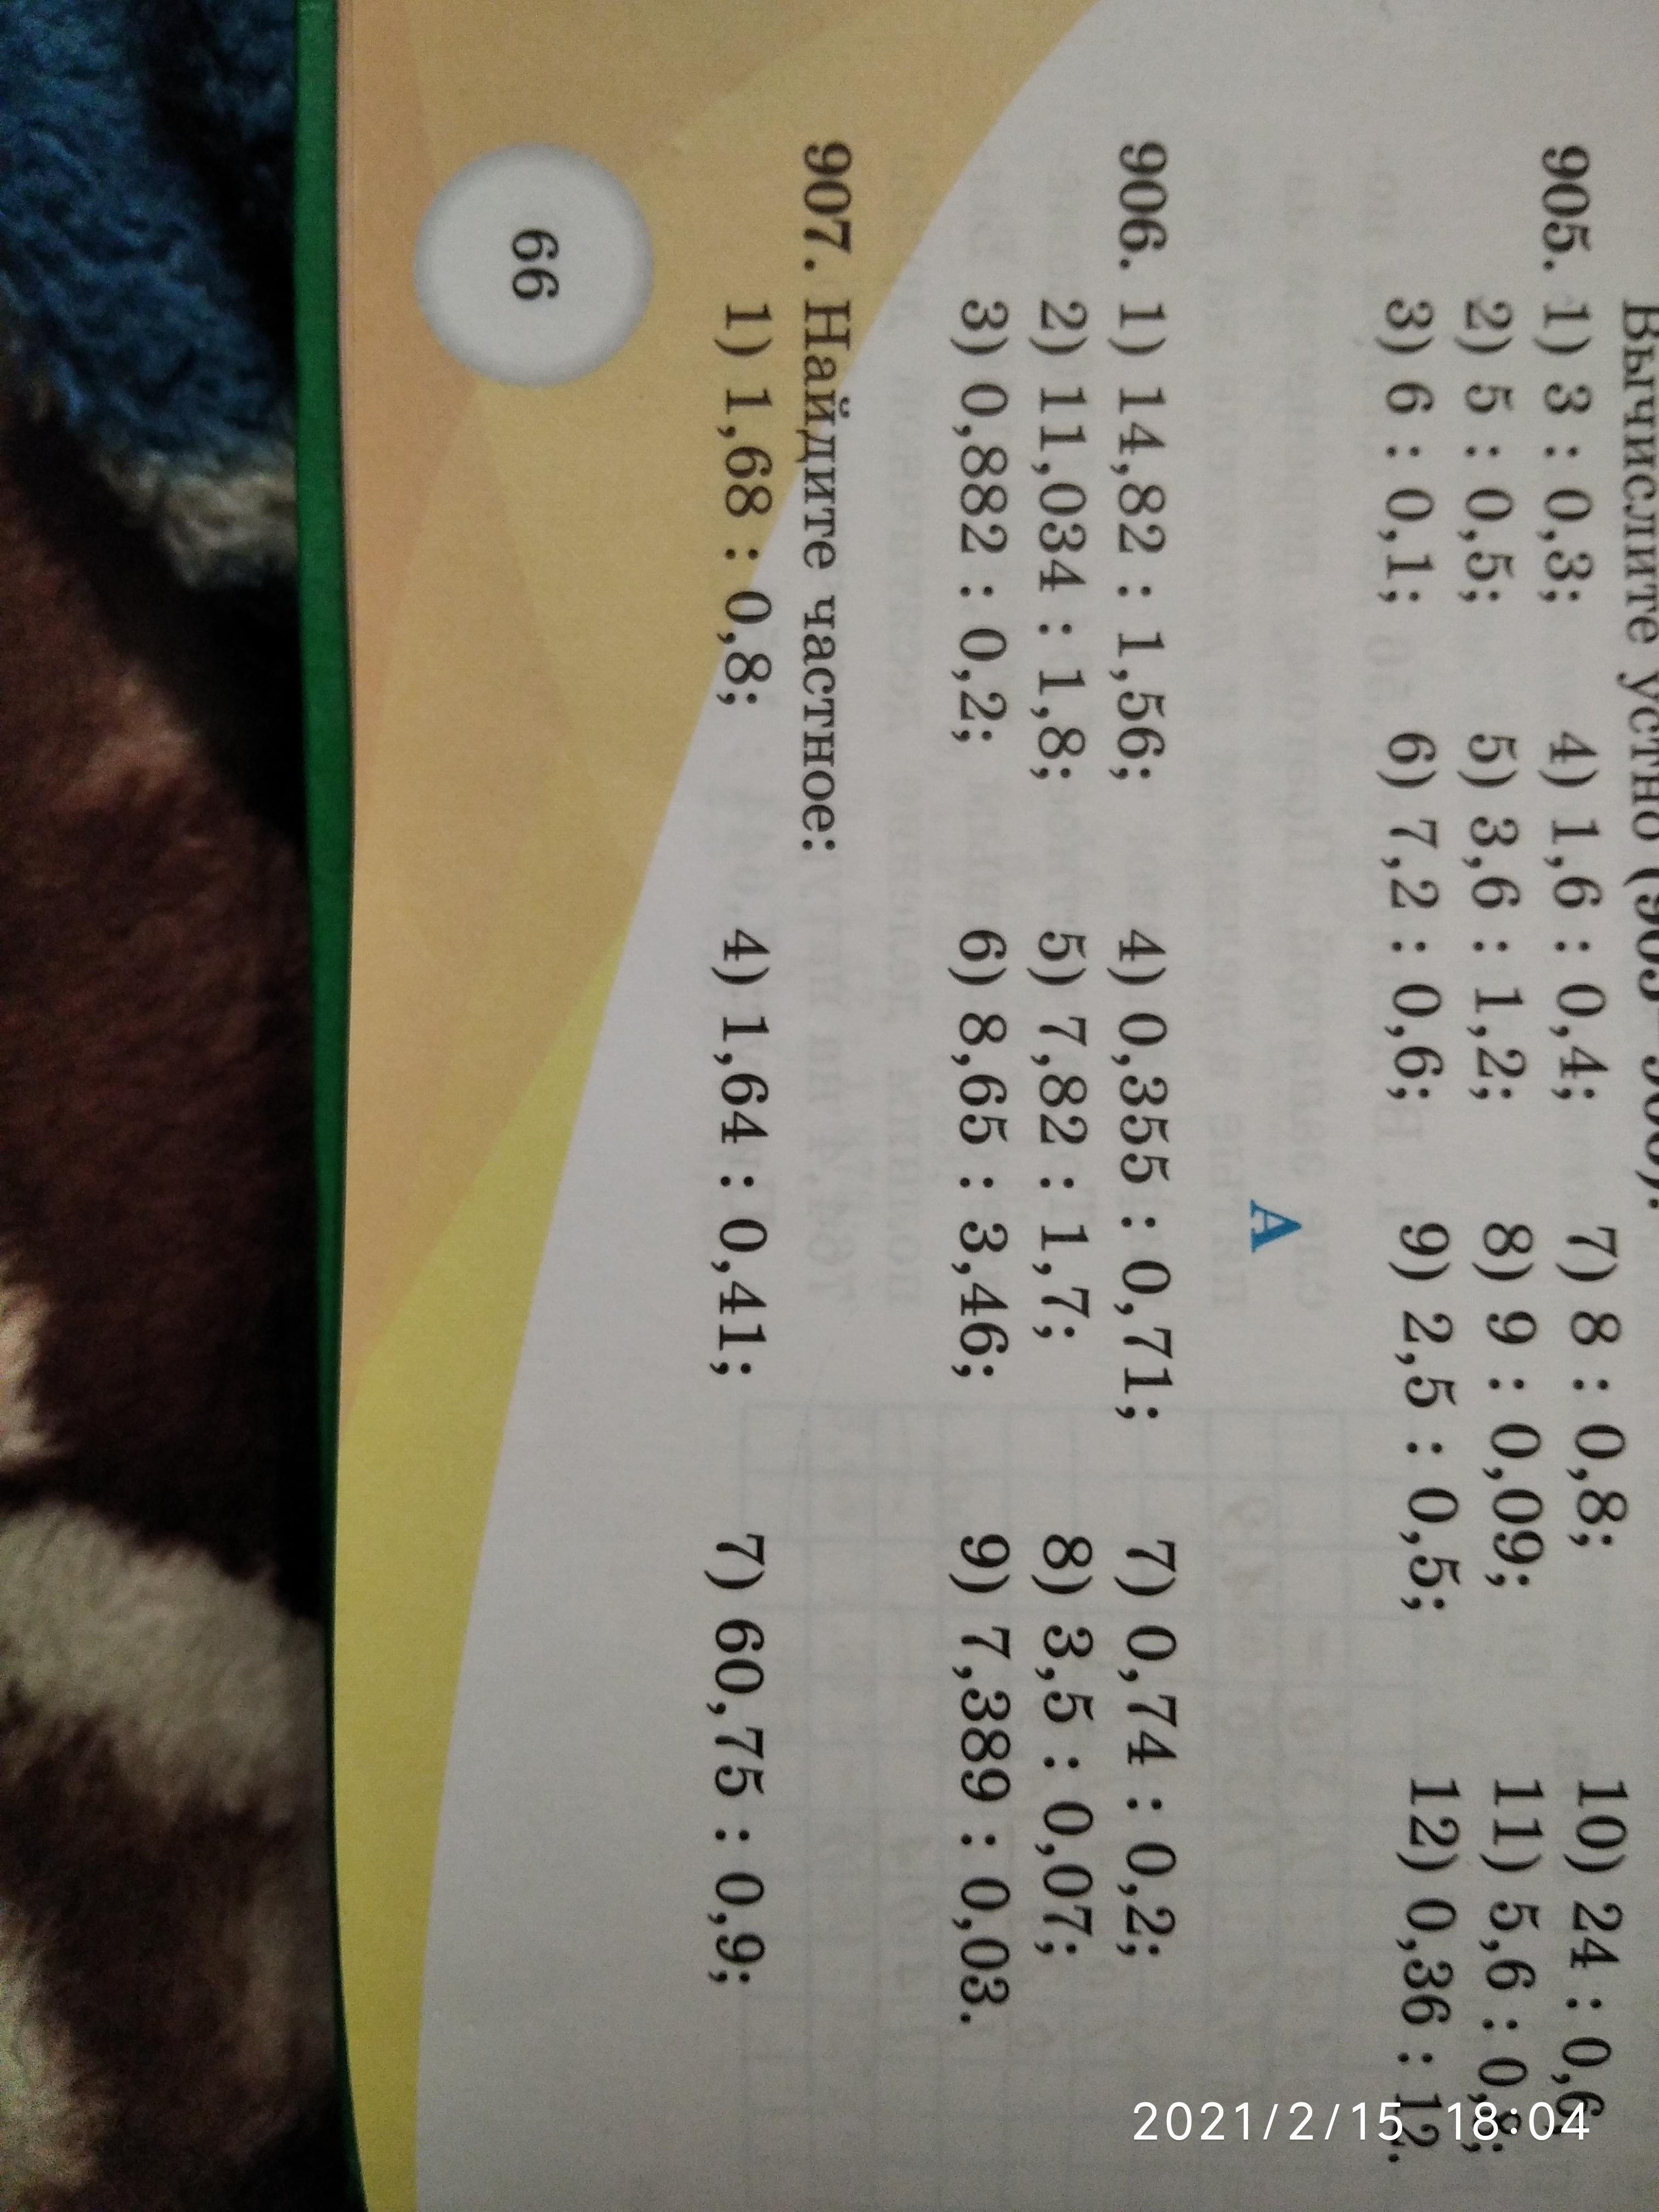 Вычислите устно (905–906):
905. 1) 3 : 0,3; 4) 1,6 : 0,4; 7) 8 : 0,8; 10) 24 : 0,6
2) 5 : 0,5; 5) 3,6 : 1,2; 8) 9 : 0,09; 11) 5,6 : 0,8;
3) 6 : 0,1; 6) 7,2 : 0,6; 9) 2,5 : 0,5; 12) 0,36 : 12.
A
906. 1) 14,82 : 1,56; 4) 0,355 : 0,71; 7) 0,74 : 0,2;
2) 11,034 : 1,8; 5) 7,82 : 1,7; 8) 3,5 : 0,07;
3) 0,882 : 0,2; 6) 8,65 : 3,46; 9) 7,389 : 0,03.
907. Найдите частное:
1) 1,68 : 0,8; 4) 1,64 : 0,41; 7) 60,75 : 0,9;
66
2021/2/15 18:04